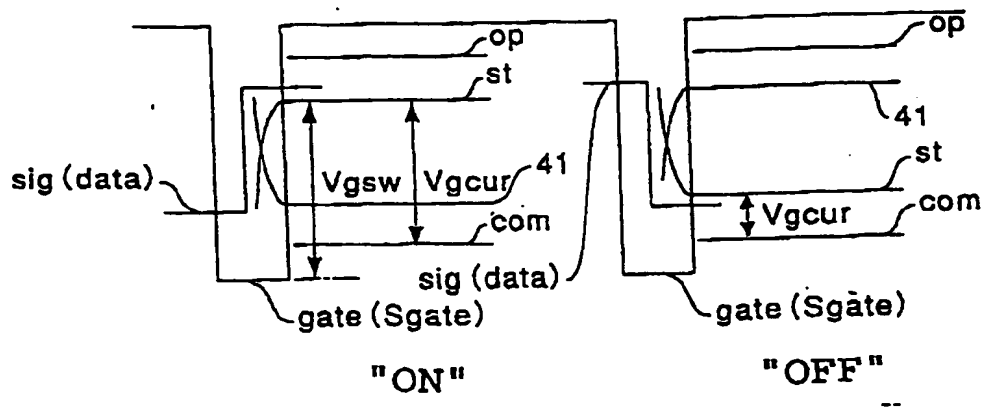 op
st
sig (data)
Vgsw
Vgcur
41
com
gate (Sgate)
"ON"
op
41
st
Vgcur
com
sig (data)
gate (Sgate)
"OFF"